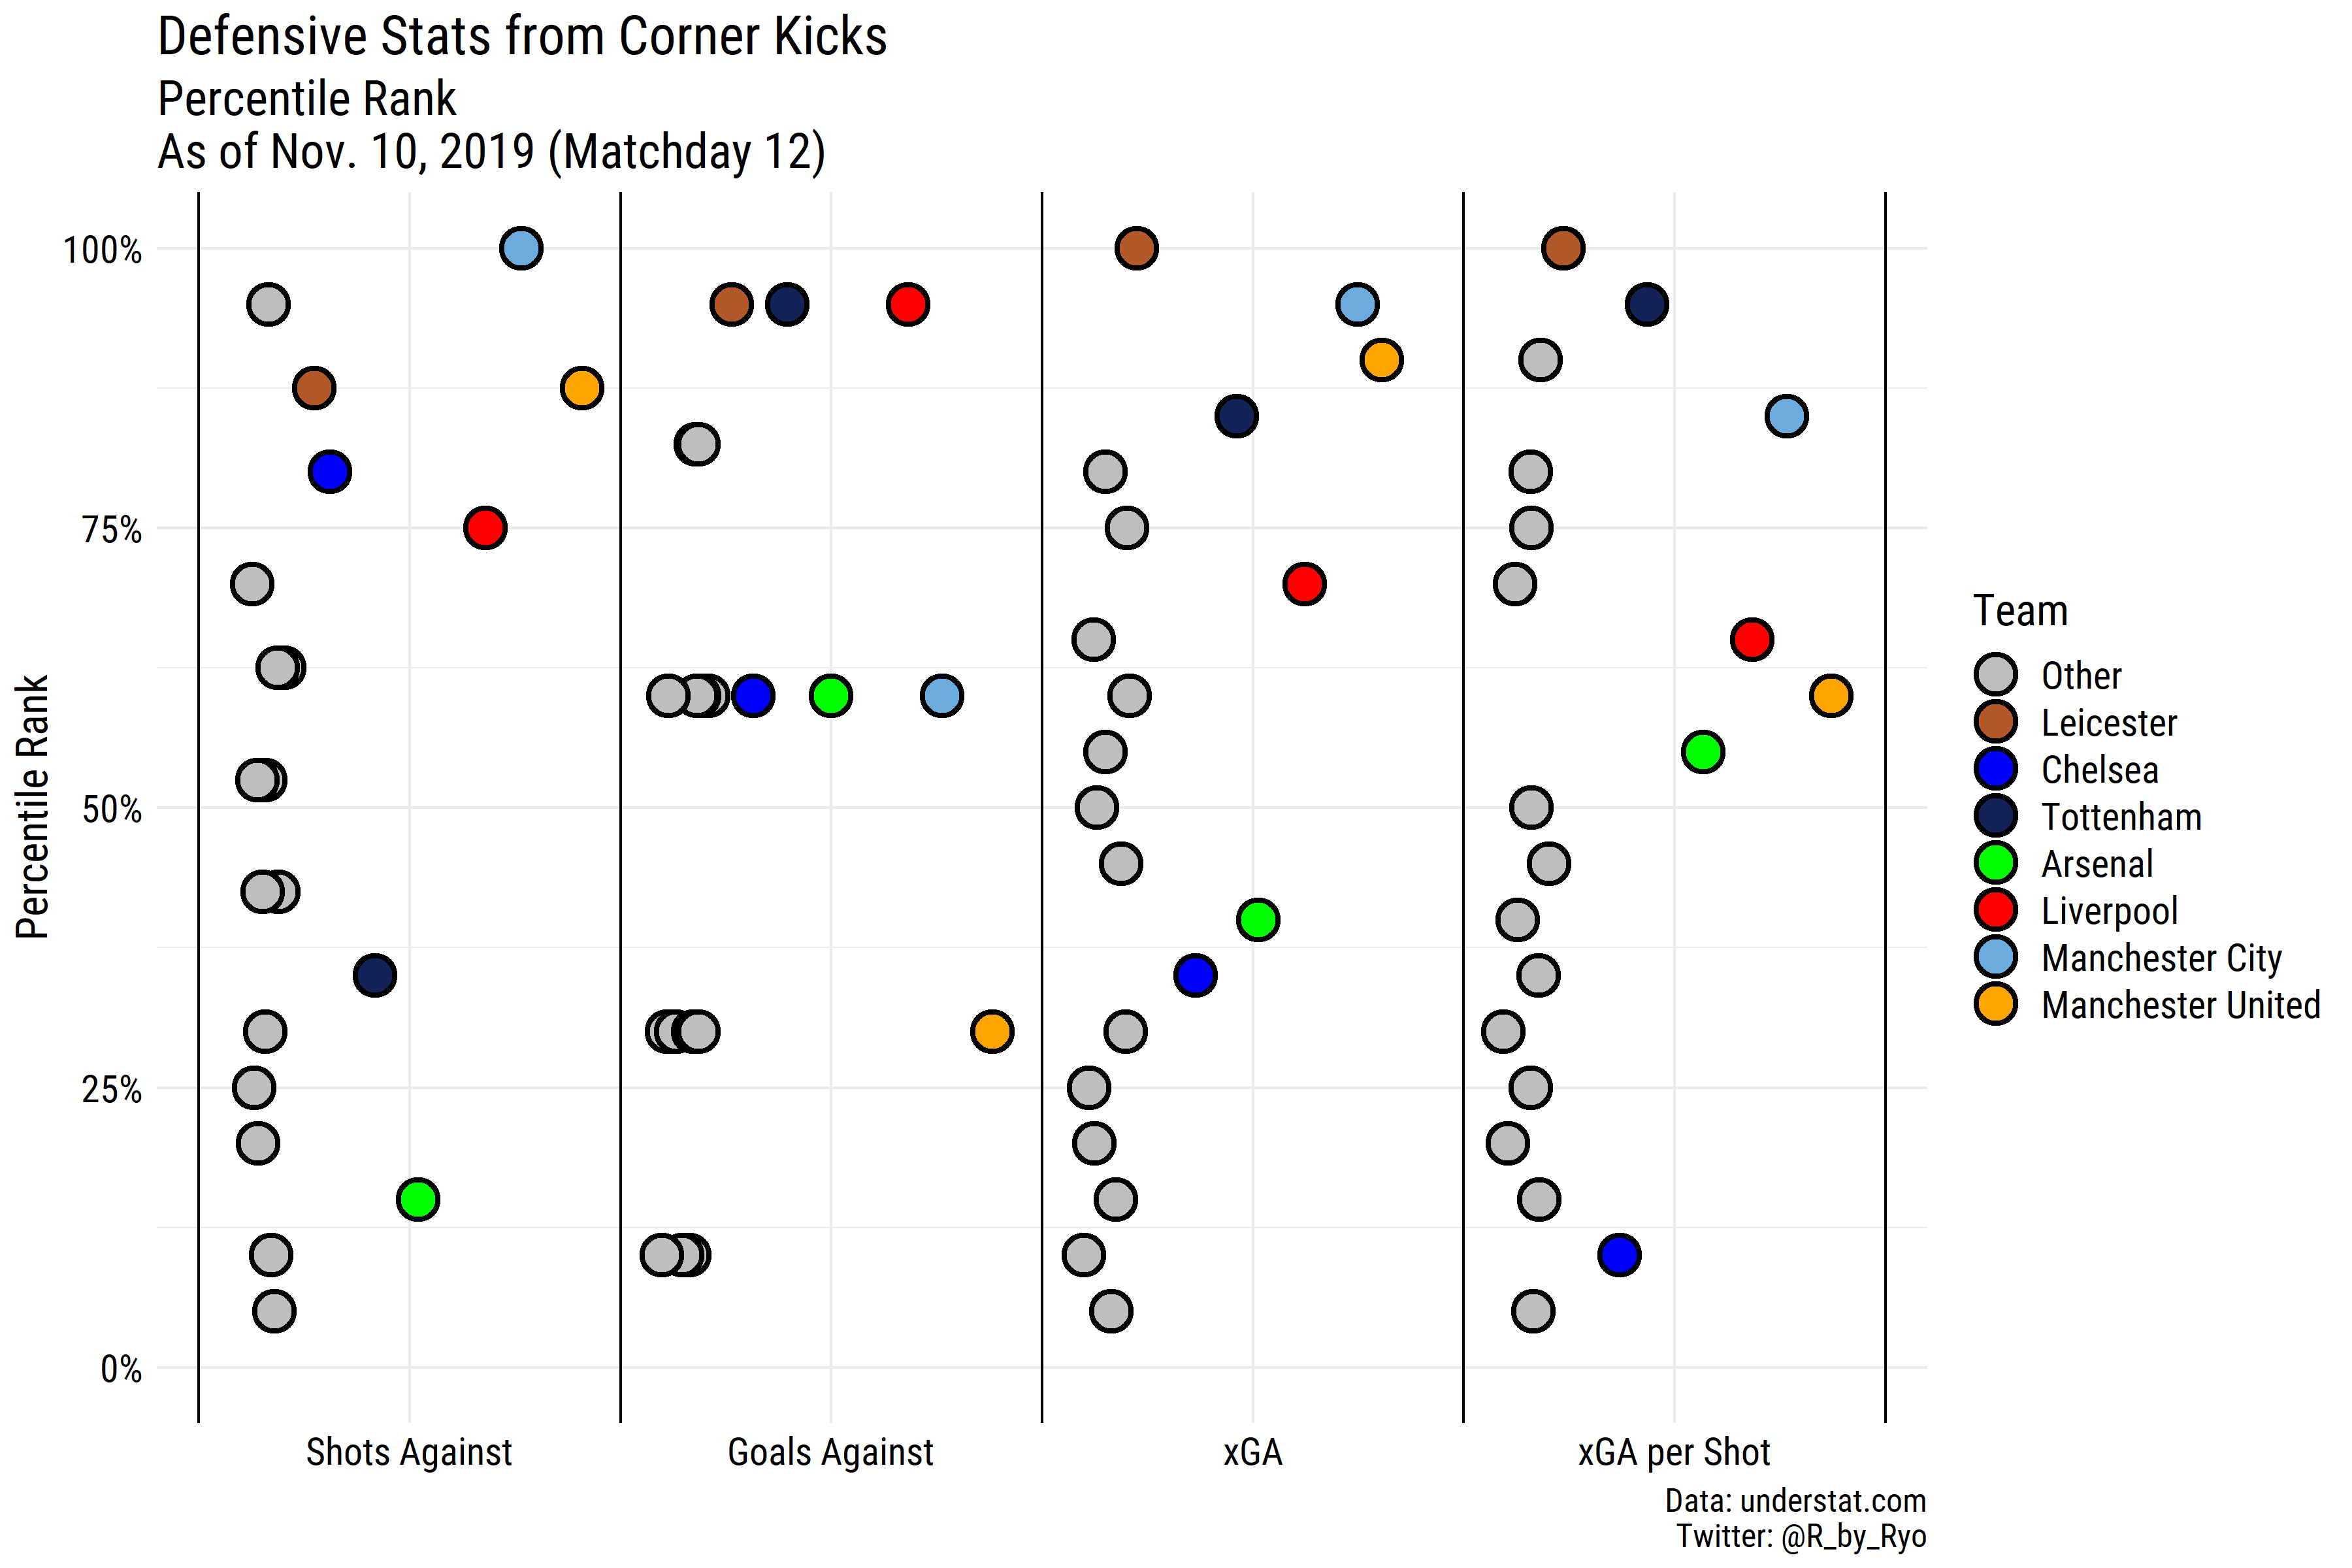 Defensive Stats from Corner Kicks
Percentile Rank
As of Nov. 10, 2019 (Matchday 12)
Percentile Rank
100%
75%
50%
25%
0%
Shots Against
Goals Against
xGA
xGA per Shot
Team
Other
Leicester
Chelsea
Tottenham
Arsenal
Liverpool
Manchester City
Manchester United
Data: understat.com
Twitter: @R_by_Ryo